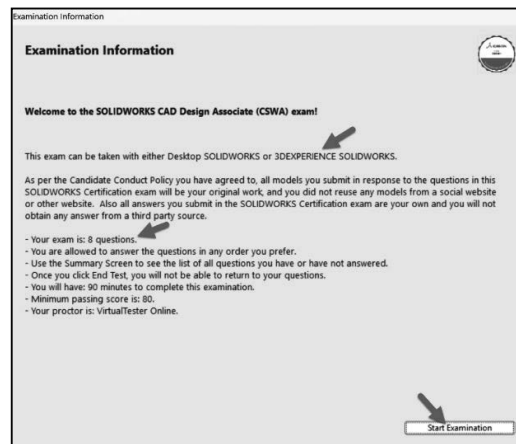 Examination Information
Examination Information
Welcome to the SOLIDWORKS CAD Design Associate (CSWA) exam!
This exam can be taken with either Desktop SOLIDWORKS or 3DEXPERIENCE SOLIDWORKS.
As per the Candidate Conduct Policy you have agreed to, all models you submit in response to the questions in this
SOLIDWORKS Certification exam will be your original work, and you did not reuse any models from a social website
or other website. Also all answers you submit in the SOLIDWORKS Certification exam are your own and you will not
obtain any answer from a third party source.
- Your exam is: 8 questions.
- You are allowed to answer the questions in any order you prefer.
- Use the Summary Screen to see the list of all questions you have or have not answered.
- Once you click End Test, you will not be able to return to your questions.
- You will have: 90 minutes to complete this examination.
- Minimum passing score is: 80.
- Your proctor is: VirtualTester Online.
Start Examination